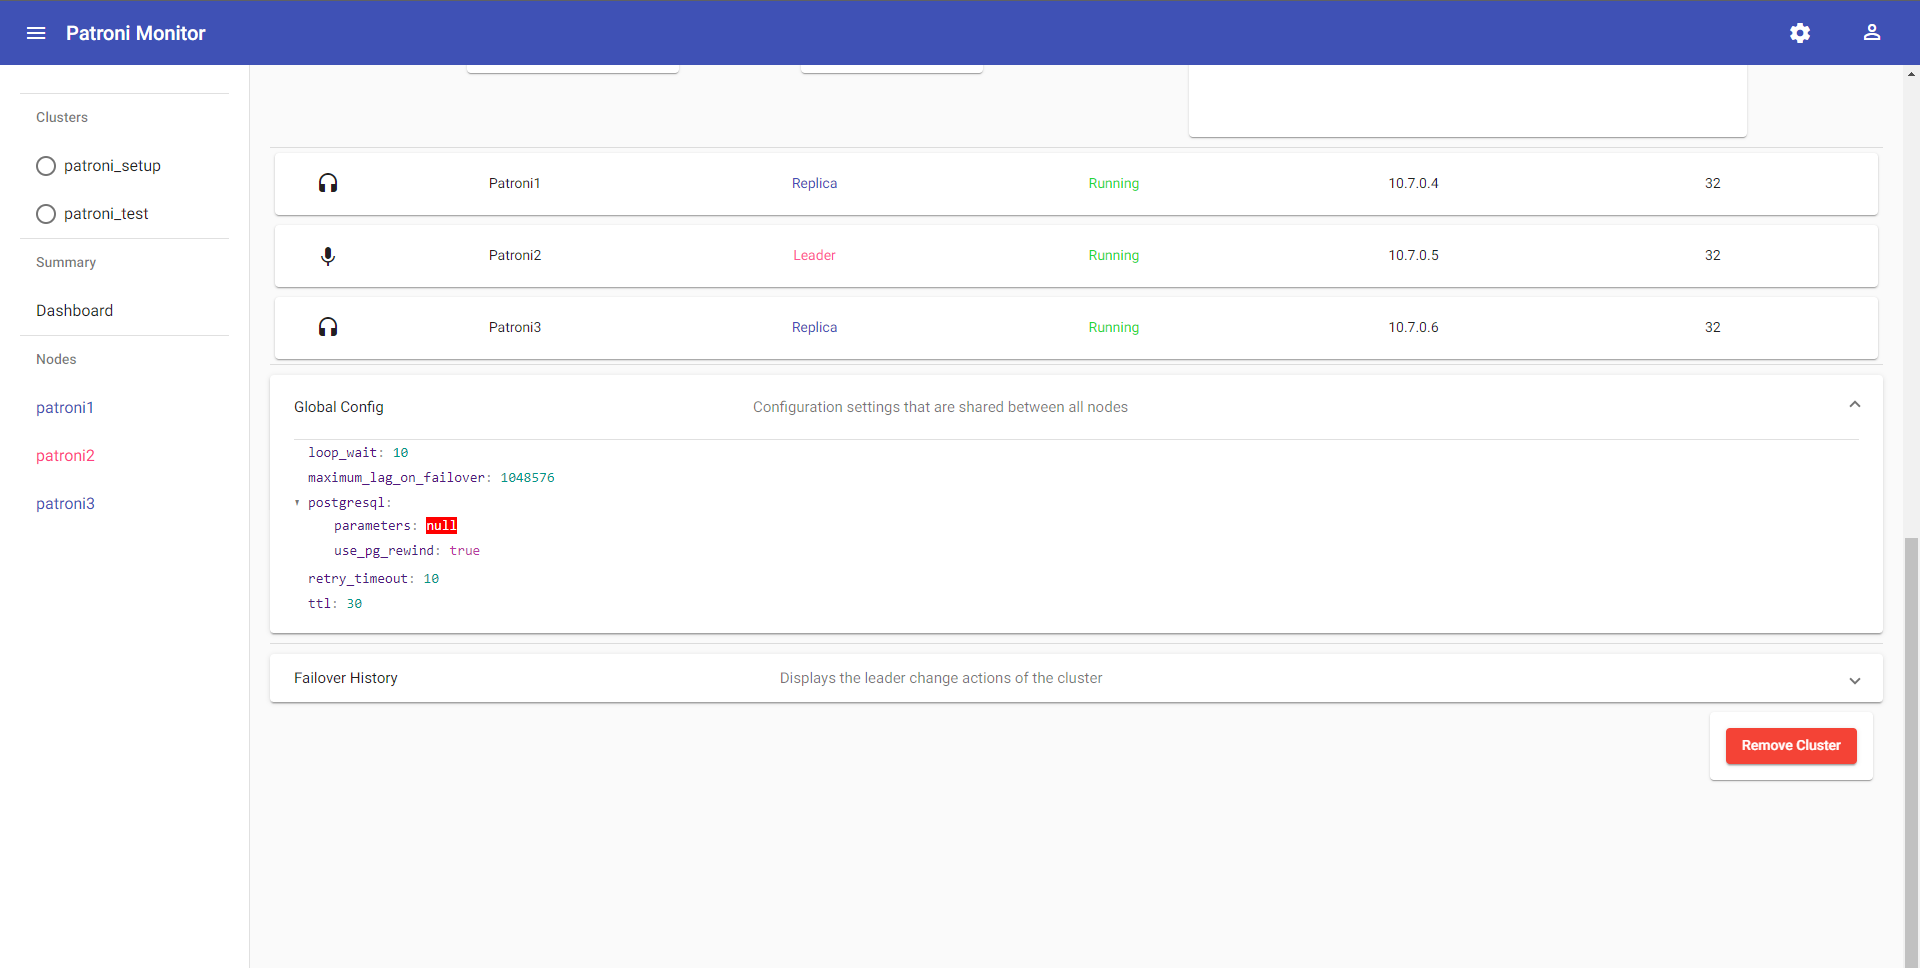 Patroni Monitor
Clusters
patroni_setup
patroni_test
Summary
Dashboard
Nodes
patroni1
patroni2
patroni3
Patroni1 Replica Running 10.7.0.4 32
Patroni2 Leader Running 10.7.0.5 32
Patroni3 Replica Running 10.7.0.6 32
Global Config Configuration settings that are shared between all nodes
loop_wait: 10
maximum_lag_on_failover: 1048576
postgresql:
parameters: null
use_pg_rewind: true
retry_timeout: 10
ttl: 30
Failover History Displays the leader change actions of the cluster
Remove Cluster